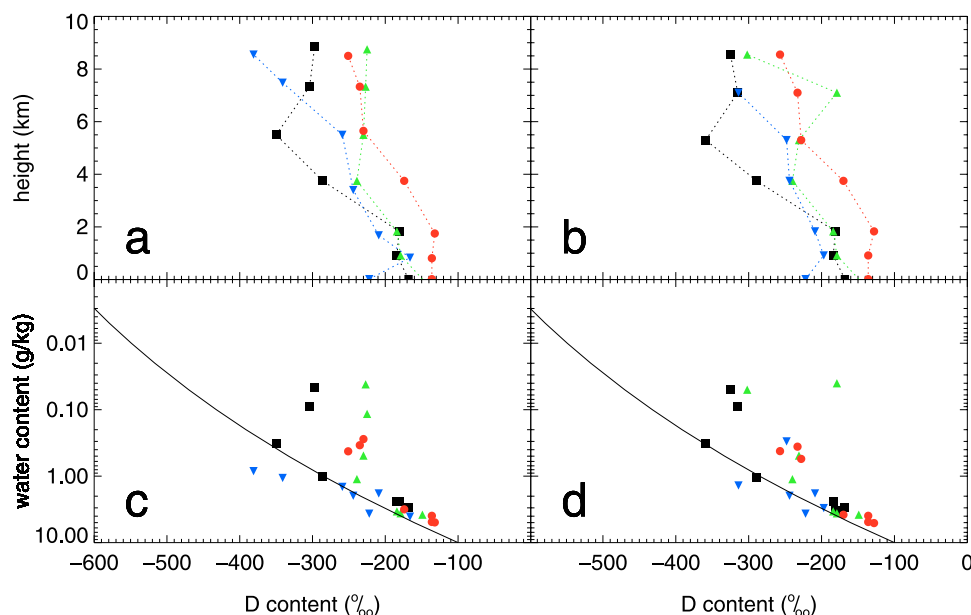 10
8
6
4
2
0
height (km)
a
b
0.01
0.10
1.00
10.00
water content (g/kg)
c
d
−600 −500 −400 −300 −200 −100
−500 −400 −300 −200 −100 0
D content (‰)
D content (‰)